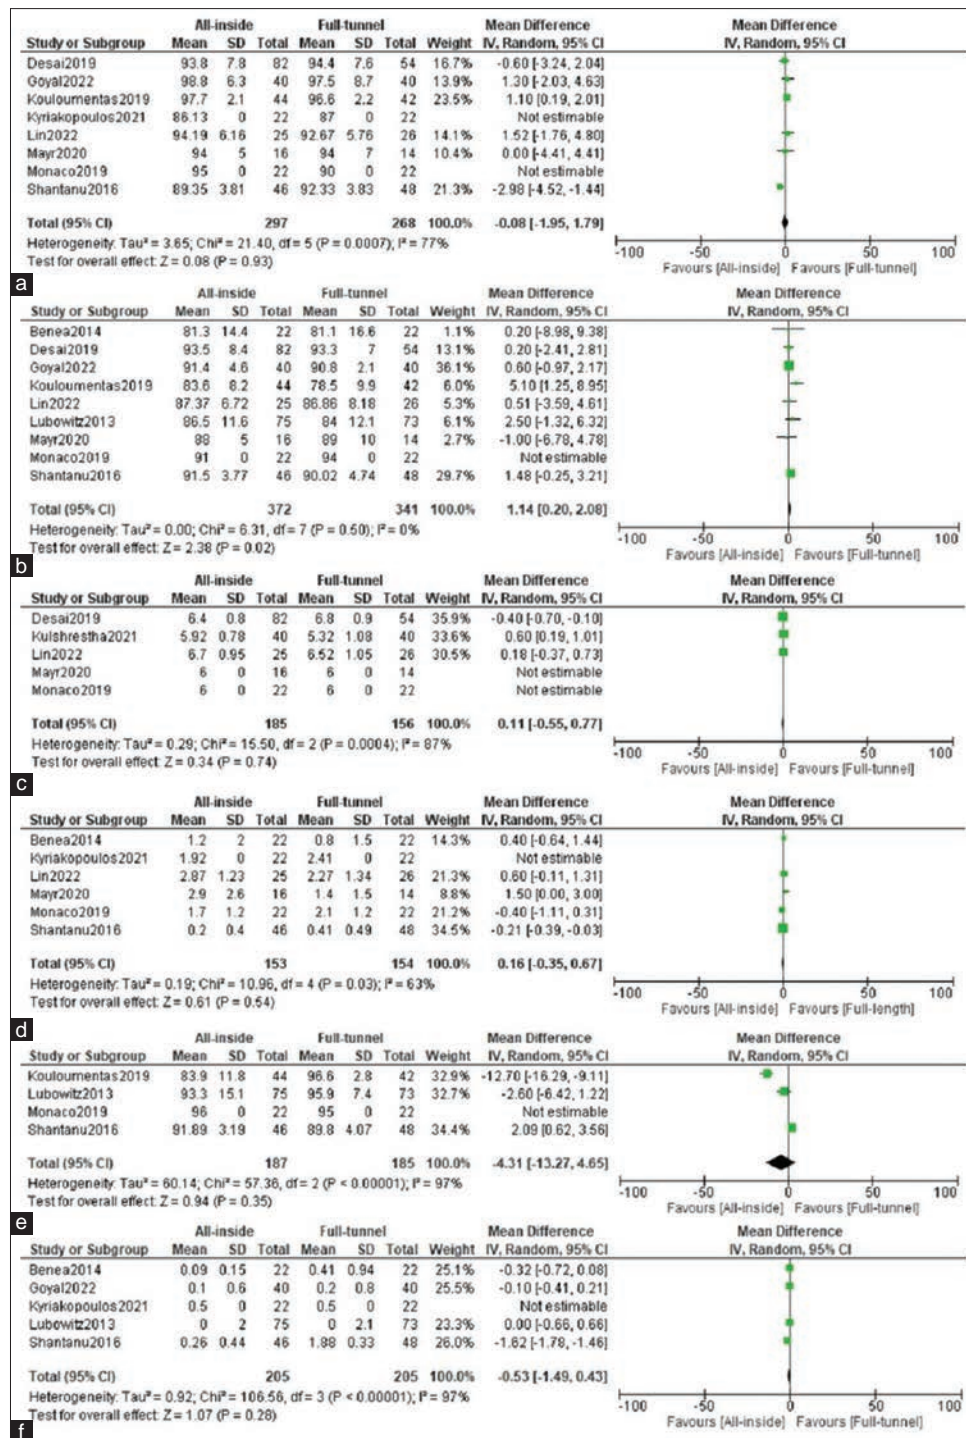 All-inside Full-tunnel Mean Difference Mean Difference
Study or Subgroup Mean SD Total Mean SD Total Weight IV, Random, 95% CI IV, Random, 95% CI
Desai2019 93.8 7.8 82 94.4 7.6 54 16.7% -0.60 [-3.24, 2.04]
Goyal2022 98.8 6.3 40 97.5 8.7 40 13.9% 1.30 [-2.03, 4.63]
Kouloumentas2019 97.7 2.1 44 96.6 2.2 42 23.5% 1.10 [0.19, 2.01]
Kyriakopoulos2021 86.13 0 22 87 0 22 Not estimable
Lin2022 94.19 6.16 25 92.67 5.76 26 14.1% 1.52 [-1.76, 4.80]
Mayr2020 94 5 16 94 7 14 10.4% 0.00 [-4.41, 4.41]
Monaco2019 95 0 22 90 0 22 Not estimable
Shantanu2016 89.35 3.81 46 92.33 3.83 48 21.3% -2.98 [-4.52, -1.44]
Total (95% CI) 297 268 100.0% -0.08 [-1.95, 1.79]
Heterogeneity: Tau² = 3.65; Chi² = 21.40, df = 5 (P = 0.0007); I² = 77%
Test for overall effect: Z = 0.08 (P = 0.93)
-100 -50 0 50 100
Favours [All-inside] Favours [Full-tunnel]
a
All-inside Full-tunnel Mean Difference Mean Difference
Study or Subgroup Mean SD Total Mean SD Total Weight IV, Random, 95% CI IV, Random, 95% CI
Benea2014 81.3 14.4 22 81.1 16.6 22 1.1% 0.20 [-8.98, 9.38]
Desai2019 93.5 8.4 82 93.3 7 54 13.1% 0.20 [-2.41, 2.81]
Goyal2022 91.4 4.6 40 90.8 2.1 40 36.1% 0.60 [-0.97, 2.17]
Kouloumentas2019 83.6 8.2 44 78.5 9.9 42 6.0% 5.10 [1.25, 8.95]
Lin2022 87.37 6.72 25 86.86 8.18 26 5.3% 0.51 [-3.59, 4.61]
Lubowitz2013 86.5 11.6 75 84 12.1 73 6.1% 2.50 [-1.32, 6.32]
Mayr2020 88 5 16 89 10 14 2.7% -1.00 [-6.78, 4.78]
Monaco2019 91 0 22 94 0 22 Not estimable
Shantanu2016 91.5 3.77 46 90.02 4.74 48 29.7% 1.48 [-0.25, 3.21]
Total (95% CI) 372 341 100.0% 1.14 [0.20, 2.08]
Heterogeneity: Tau² = 0.00; Chi² = 6.31, df = 7 (P = 0.50); I² = 0%
Test for overall effect: Z = 2.38 (P = 0.02)
-100 -50 0 50 100
Favours [All-inside] Favours [Full-tunnel]
b
All-inside Full-tunnel Mean Difference Mean Difference
Study or Subgroup Mean SD Total Mean SD Total Weight IV, Random, 95% CI IV, Random, 95% CI
Desai2019 6.4 0.8 82 6.8 0.9 54 35.9% -0.40 [-0.70, -0.10]
Kulshrestha2021 5.92 0.78 40 5.32 1.08 40 33.6% 0.60 [0.19, 1.01]
Lin2022 6.7 0.95 25 6.52 1.05 26 30.5% 0.18 [-0.37, 0.73]
Mayr2020 6 0 16 6 0 14 Not estimable
Monaco2019 6 0 22 6 0 22 Not estimable
Total (95% CI) 185 156 100.0% 0.11 [-0.55, 0.77]
Heterogeneity: Tau² = 0.29; Chi² = 15.50, df = 2 (P = 0.0004); I² = 87%
Test for overall effect: Z = 0.34 (P = 0.74)
-100 -50 0 50 100
Favours [All-inside] Favours [Full-tunnel]
c
All-inside Full-tunnel Mean Difference Mean Difference
Study or Subgroup Mean SD Total Mean SD Total Weight IV, Random, 95% CI IV, Random, 95% CI
Benea2014 1.2 2 22 0.8 1.5 22 14.3% 0.40 [-0.64, 1.44]
Kyriakopoulos2021 1.92 0 22 2.41 0 22 Not estimable
Lin2022 2.87 1.23 25 2.27 1.34 26 21.3% 0.60 [-0.11, 1.31]
Mayr2020 2.9 2.6 16 1.4 1.5 14 8.8% 1.50 [0.00, 3.00]
Monaco2019 1.7 1.2 22 2.1 1.2 22 21.2% -0.40 [-1.11, 0.31]
Shantanu2016 0.2 0.4 46 0.41 0.49 48 34.5% -0.21 [-0.39, -0.03]
Total (95% CI) 153 154 100.0% 0.16 [-0.35, 0.67]
Heterogeneity: Tau² = 0.19; Chi² = 10.96, df = 4 (P = 0.03); I² = 63%
Test for overall effect: Z = 0.61 (P = 0.54)
-100 -50 0 50 100
Favours [All-inside] Favours [Full-length]
d
All-inside Full-tunnel Mean Difference Mean Difference
Study or Subgroup Mean SD Total Mean SD Total Weight IV, Random, 95% CI IV, Random, 95% CI
Kouloumentas2019 83.9 11.8 44 96.6 2.8 42 32.9% -12.70 [-16.29, -9.11]
Lubowitz2013 93.3 15.1 75 95.9 7.4 73 32.7% -2.60 [-6.42, 1.22]
Monaco2019 96 0 22 95 0 22 Not estimable
Shantanu2016 91.89 3.19 46 89.8 4.07 48 34.4% 2.09 [0.62, 3.56]
Total (95% CI) 187 185 100.0% -4.31 [-13.27, 4.65]
Heterogeneity: Tau² = 60.14; Chi² = 57.36, df = 2 (P < 0.00001); I² = 97%
Test for overall effect: Z = 0.94 (P = 0.35)
-100 -50 0 50 100
Favours [All-inside] Favours [Full-tunnel]
e
All-inside Full-tunnel Mean Difference Mean Difference
Study or Subgroup Mean SD Total Mean SD Total Weight IV, Random, 95% CI IV, Random, 95% CI
Benea2014 0.09 0.15 22 0.41 0.94 22 25.1% -0.32 [-0.72, 0.08]
Goyal2022 0.1 0.6 40 0.2 0.8 40 25.5% -0.10 [-0.41, 0.21]
Kyriakopoulos2021 0.5 0 22 0.5 0 22 Not estimable
Lubowitz2013 0 2 75 0 2.1 73 23.3% 0.00 [-0.66, 0.66]
Shantanu2016 0.26 0.44 46 1.88 0.33 48 26.0% -1.62 [-1.78, -1.46]
Total (95% CI) 205 205 100.0% -0.53 [-1.49, 0.43]
Heterogeneity: Tau² = 0.92; Chi² = 106.56, df = 3 (P < 0.00001); I² = 97%
Test for overall effect: Z = 1.07 (P = 0.28)
-100 -50 0 50 100
Favours [All-inside] Favours [Full-tunnel]
f